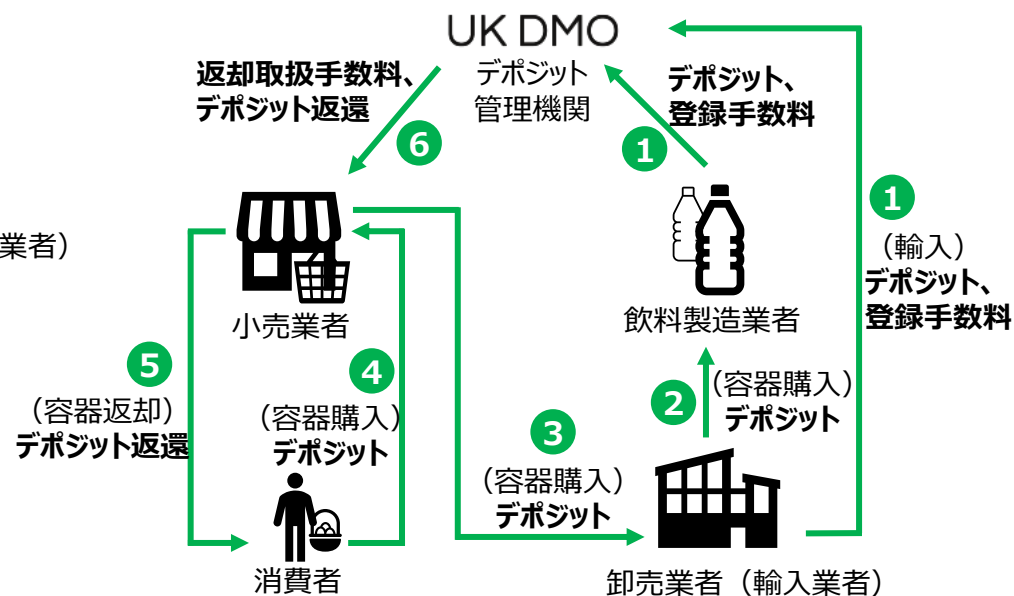 UK DMO
デポジット
管理機関
返却取扱手数料、
デポジット返還
6
デポジット、
登録手数料
1
1
（輸入）
デポジット、
登録手数料
業者）
小売業者
飲料製造業者
5
（容器返却）
デポジット返還
4
（容器購入）
デポジット
3
（容器購入）
デポジット
2
（容器購入）
デポジット
消費者
卸売業者（輸入業者）